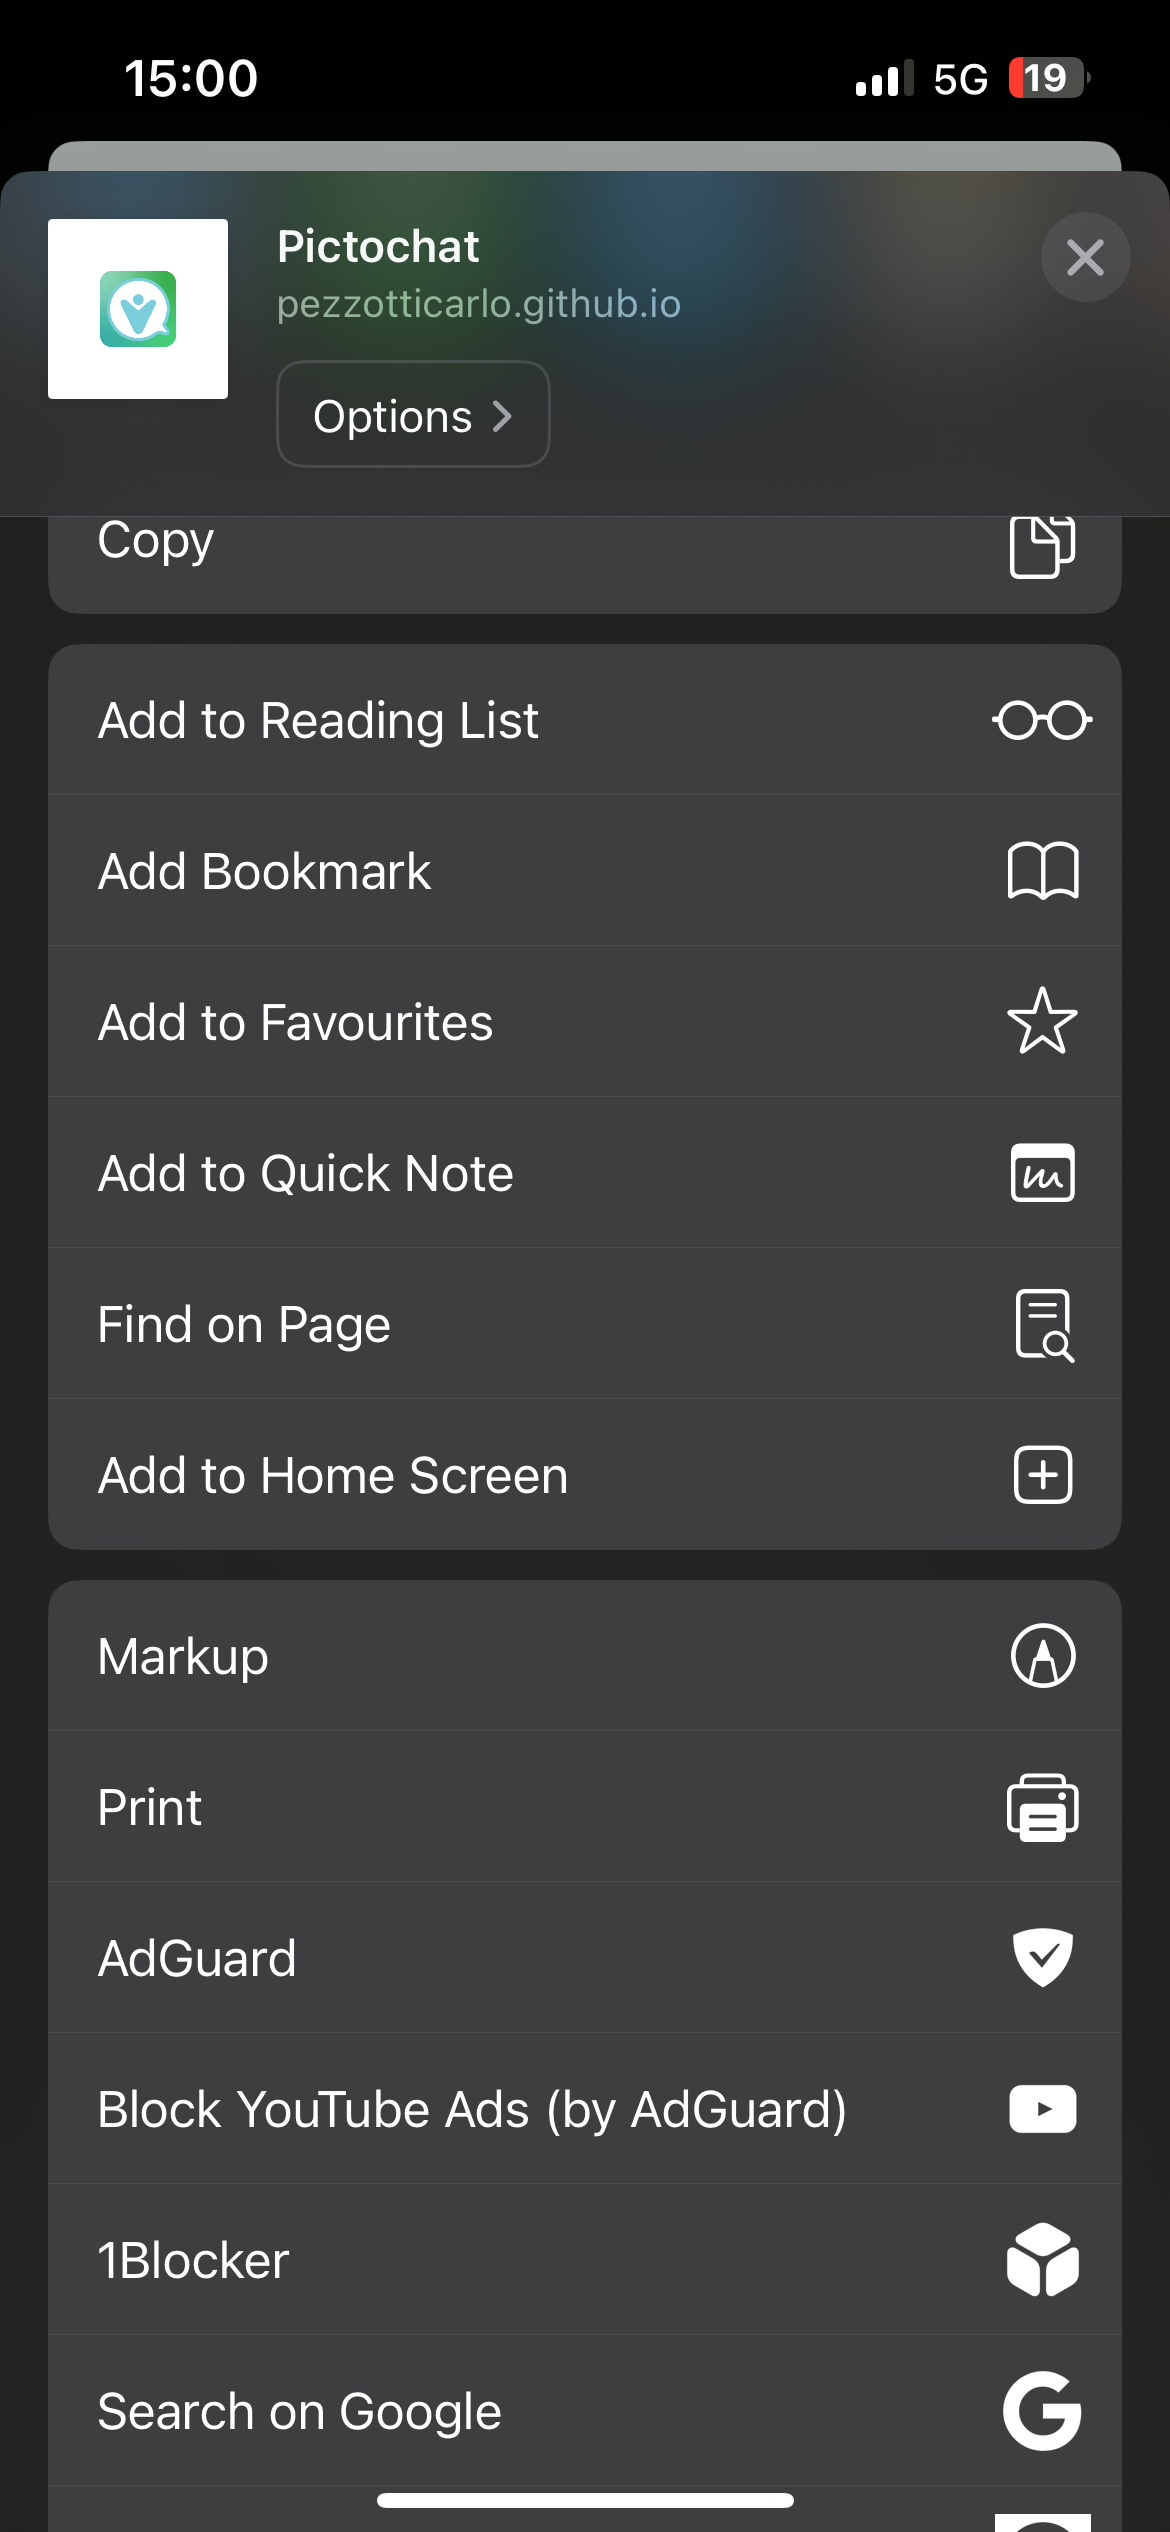 15:00
5G
19
Pictochat
pezzotticarlo.github.io
Options
Copy
Add to Reading List
Add Bookmark
Add to Favourites
Add to Quick Note
Find on Page
Add to Home Screen
Markup
Print
AdGuard
Block YouTube Ads (by AdGuard)
1Blocker
Search on Google